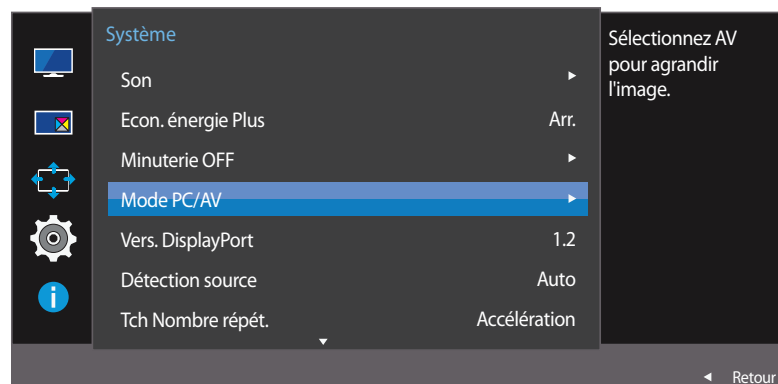 Système
Son
Econ. énergie Plus Arr.
Minuterie OFF
Mode PC/AV
Vers. DisplayPort 1.2
Détection source Auto
Tch Nombre répét. Accélération
Sélectionnez AV
pour agrandir
l'image.
Retour